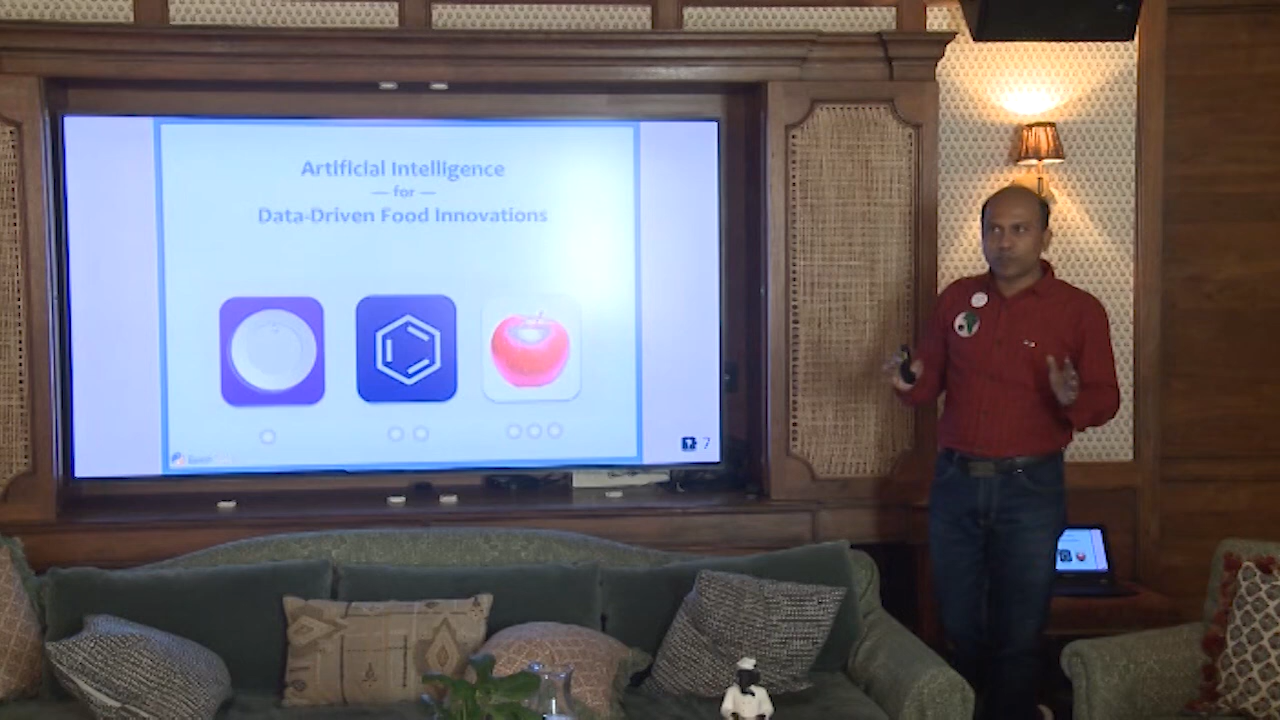 Artificial Intelligence
— for —
Data-Driven Food Innovations
7